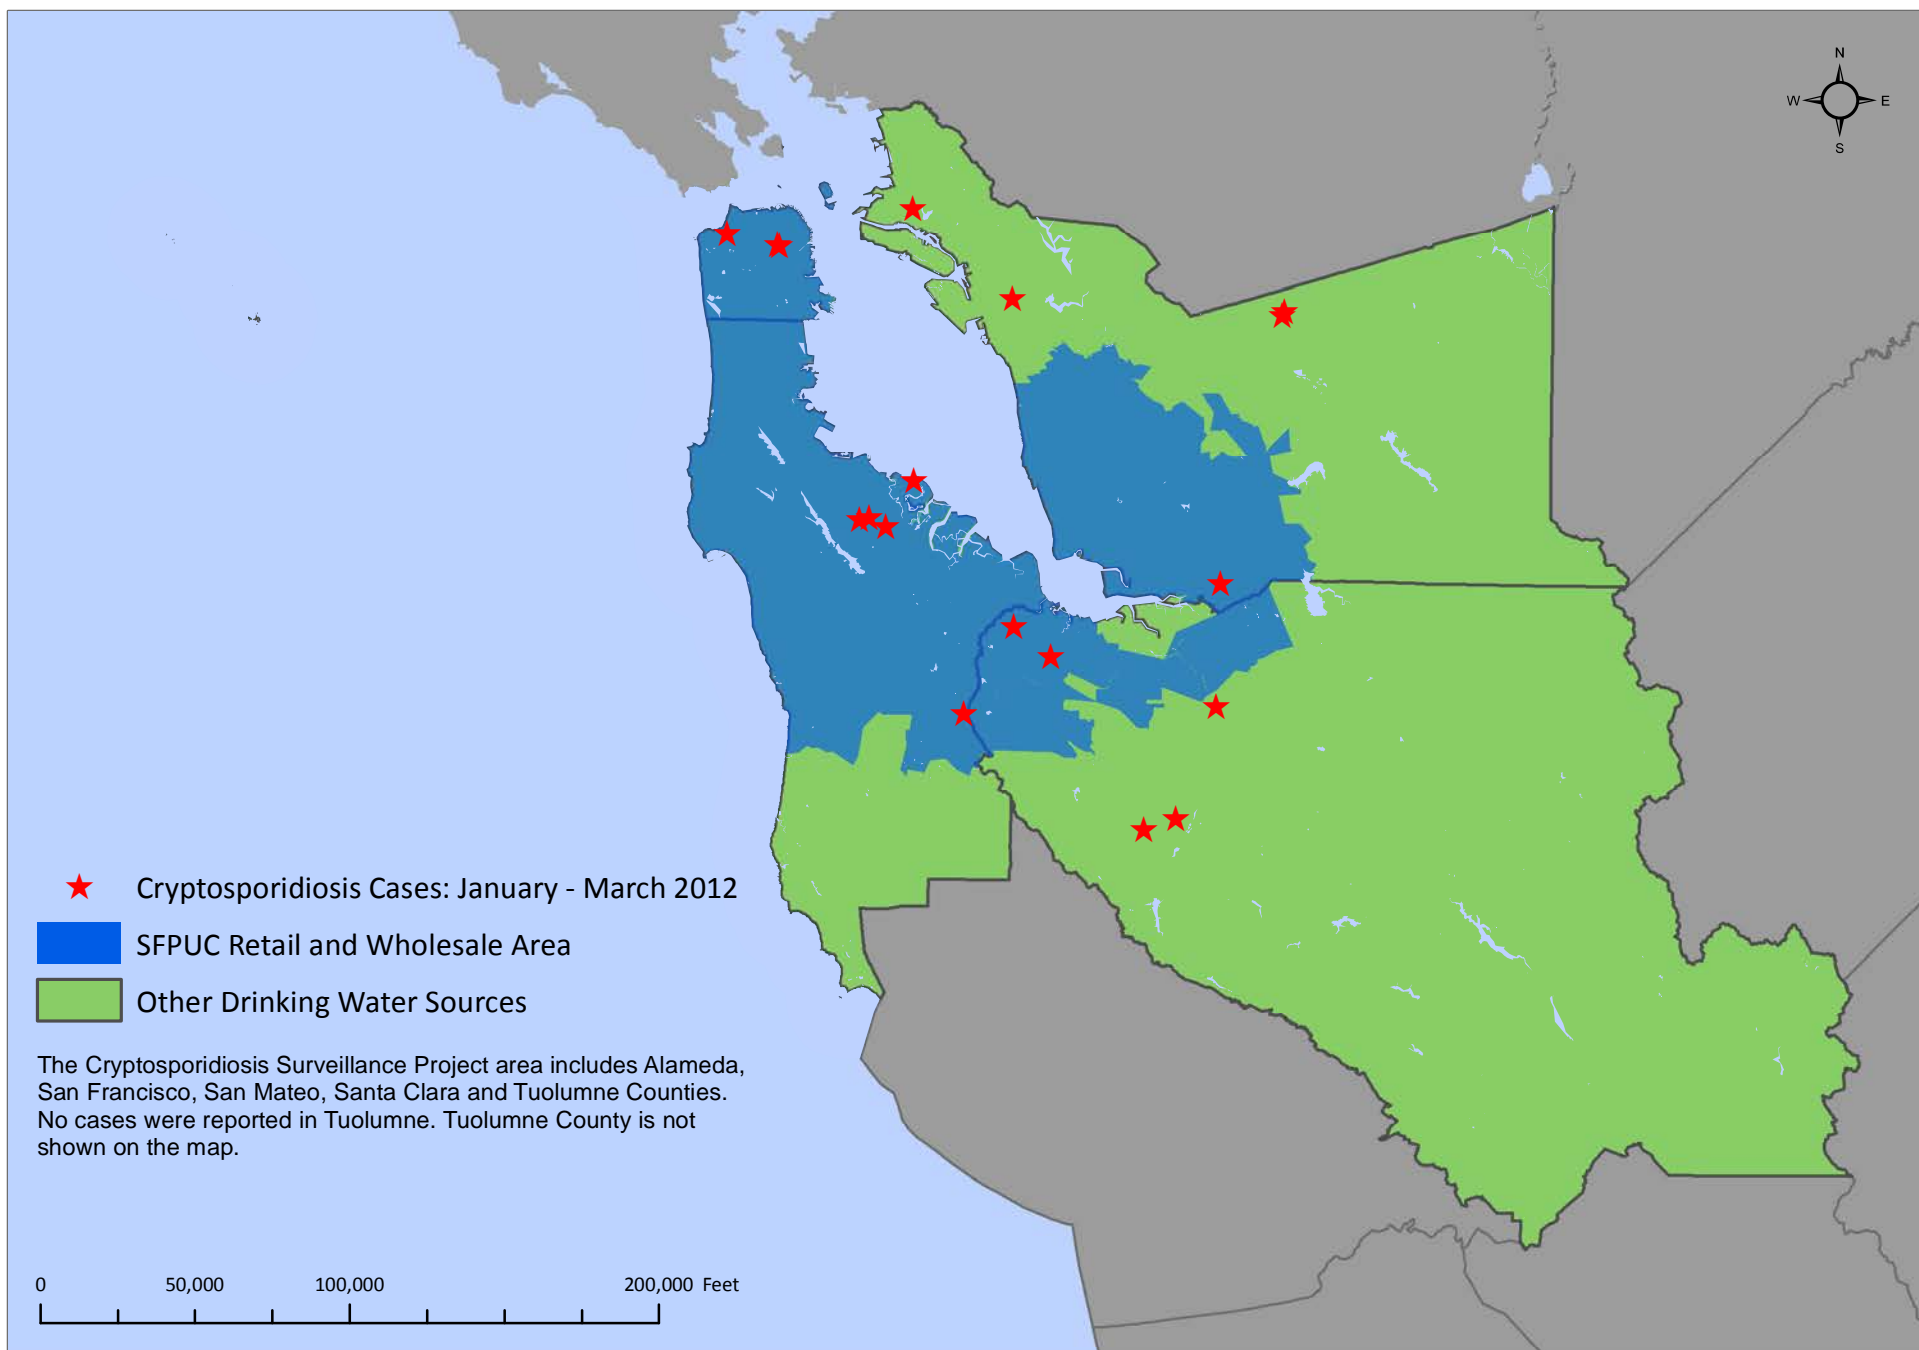 N
W E
S
Cryptosporidiosis Cases: January - March 2012
SFPUC Retail and Wholesale Area
Other Drinking Water Sources
The Cryptosporidiosis Surveillance Project area includes Alameda,
San Francisco, San Mateo, Santa Clara and Tuolumne Counties.
No cases were reported in Tuolumne. Tuolumne County is not
shown on the map.
0 50,000 100,000 200,000 Feet